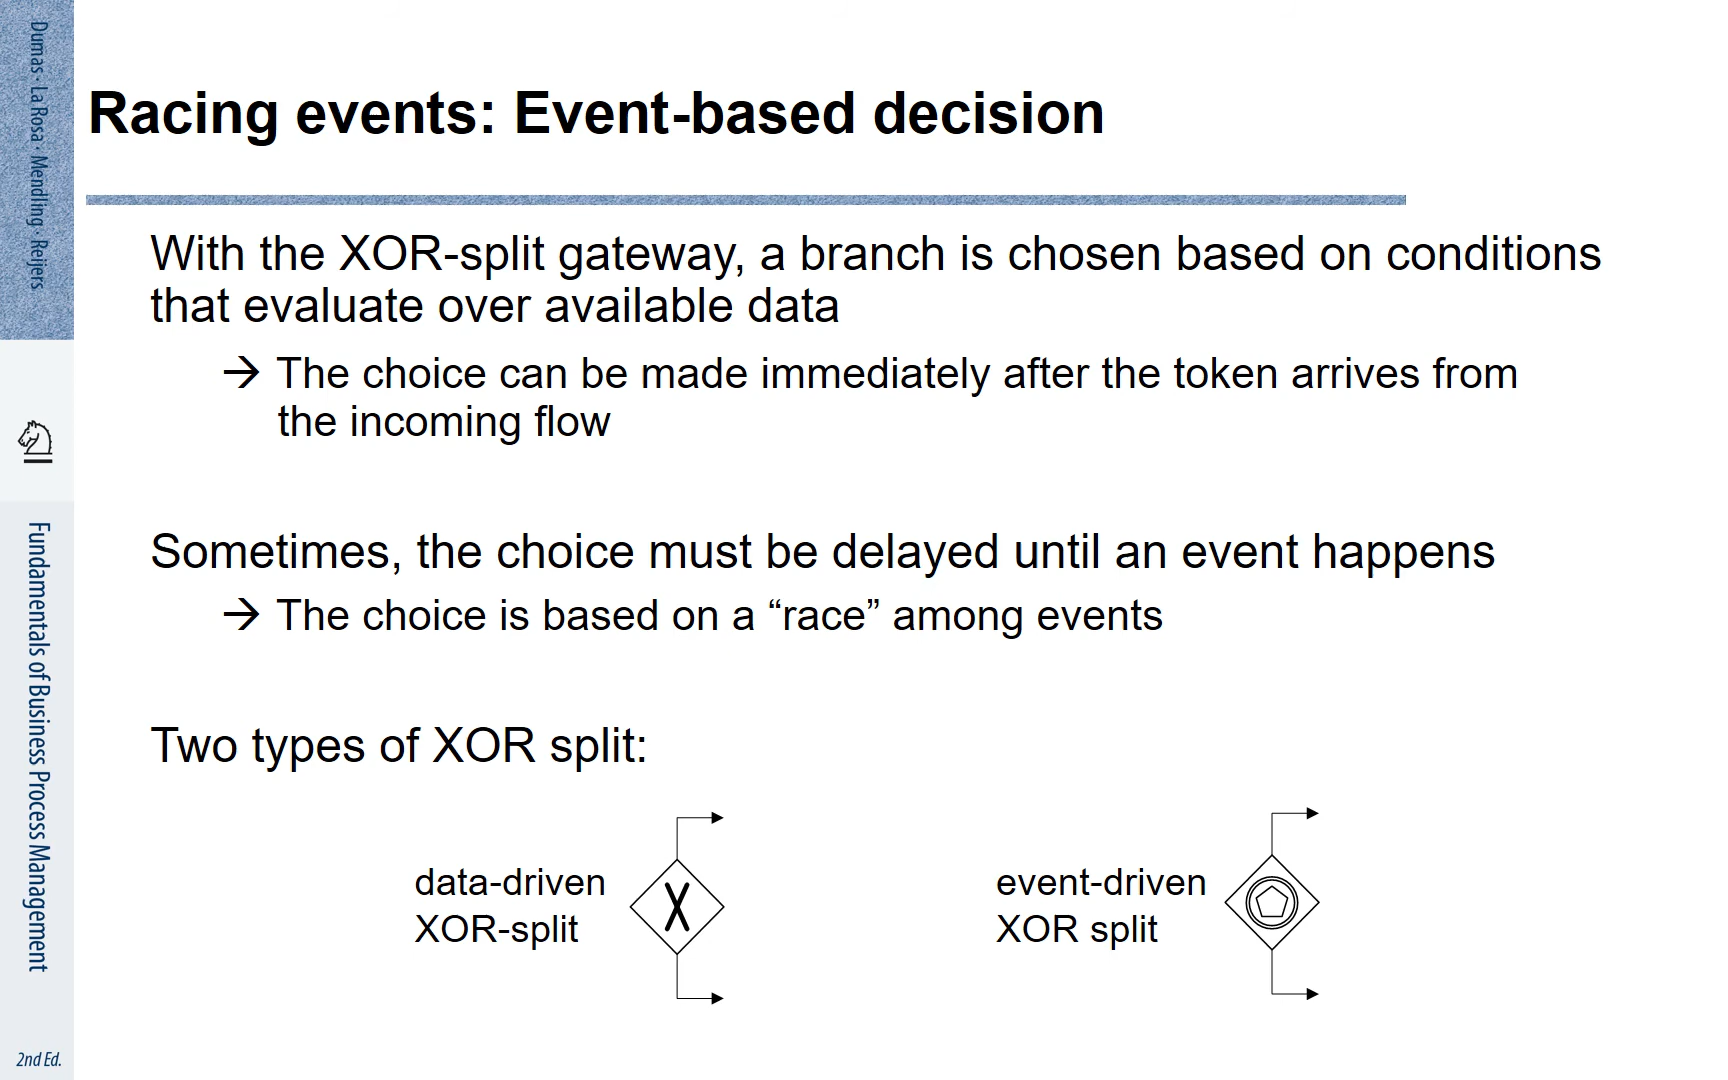 Dumas · La Rosa · Mendling · Reijers
Fundamentals of Business Process Management
2nd Ed.
Racing events: Event-based decision
With the XOR-split gateway, a branch is chosen based on conditions
that evaluate over available data
→ The choice can be made immediately after the token arrives from
the incoming flow
Sometimes, the choice must be delayed until an event happens
→ The choice is based on a “race” among events
Two types of XOR split:
data-driven
XOR-split
X
event-driven
XOR split